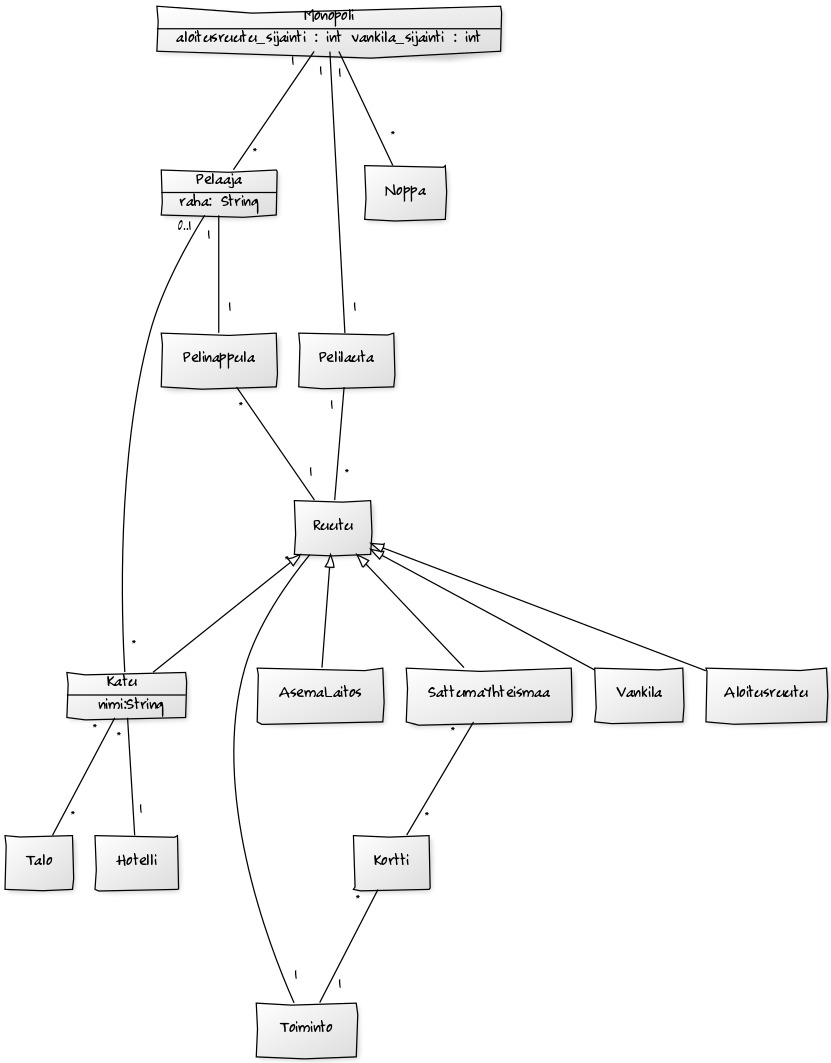 Monopoli
aloitusruutu_sijainti : int vankila_sijainti : int
1
1
1
*
*
Pelaaja
raha: String
Noppa
0..1
1
1
1
Pelinappula
Pelilauta
*
1
1
*
Ruutu
*
*
Katu
nimi:String
AsemaLaitos
SattumaYhteismaa
Vankila
Aloitusruutu
*
*
*
*
1
*
Talo
Hotelli
Kortti
*
1
1
Toiminto